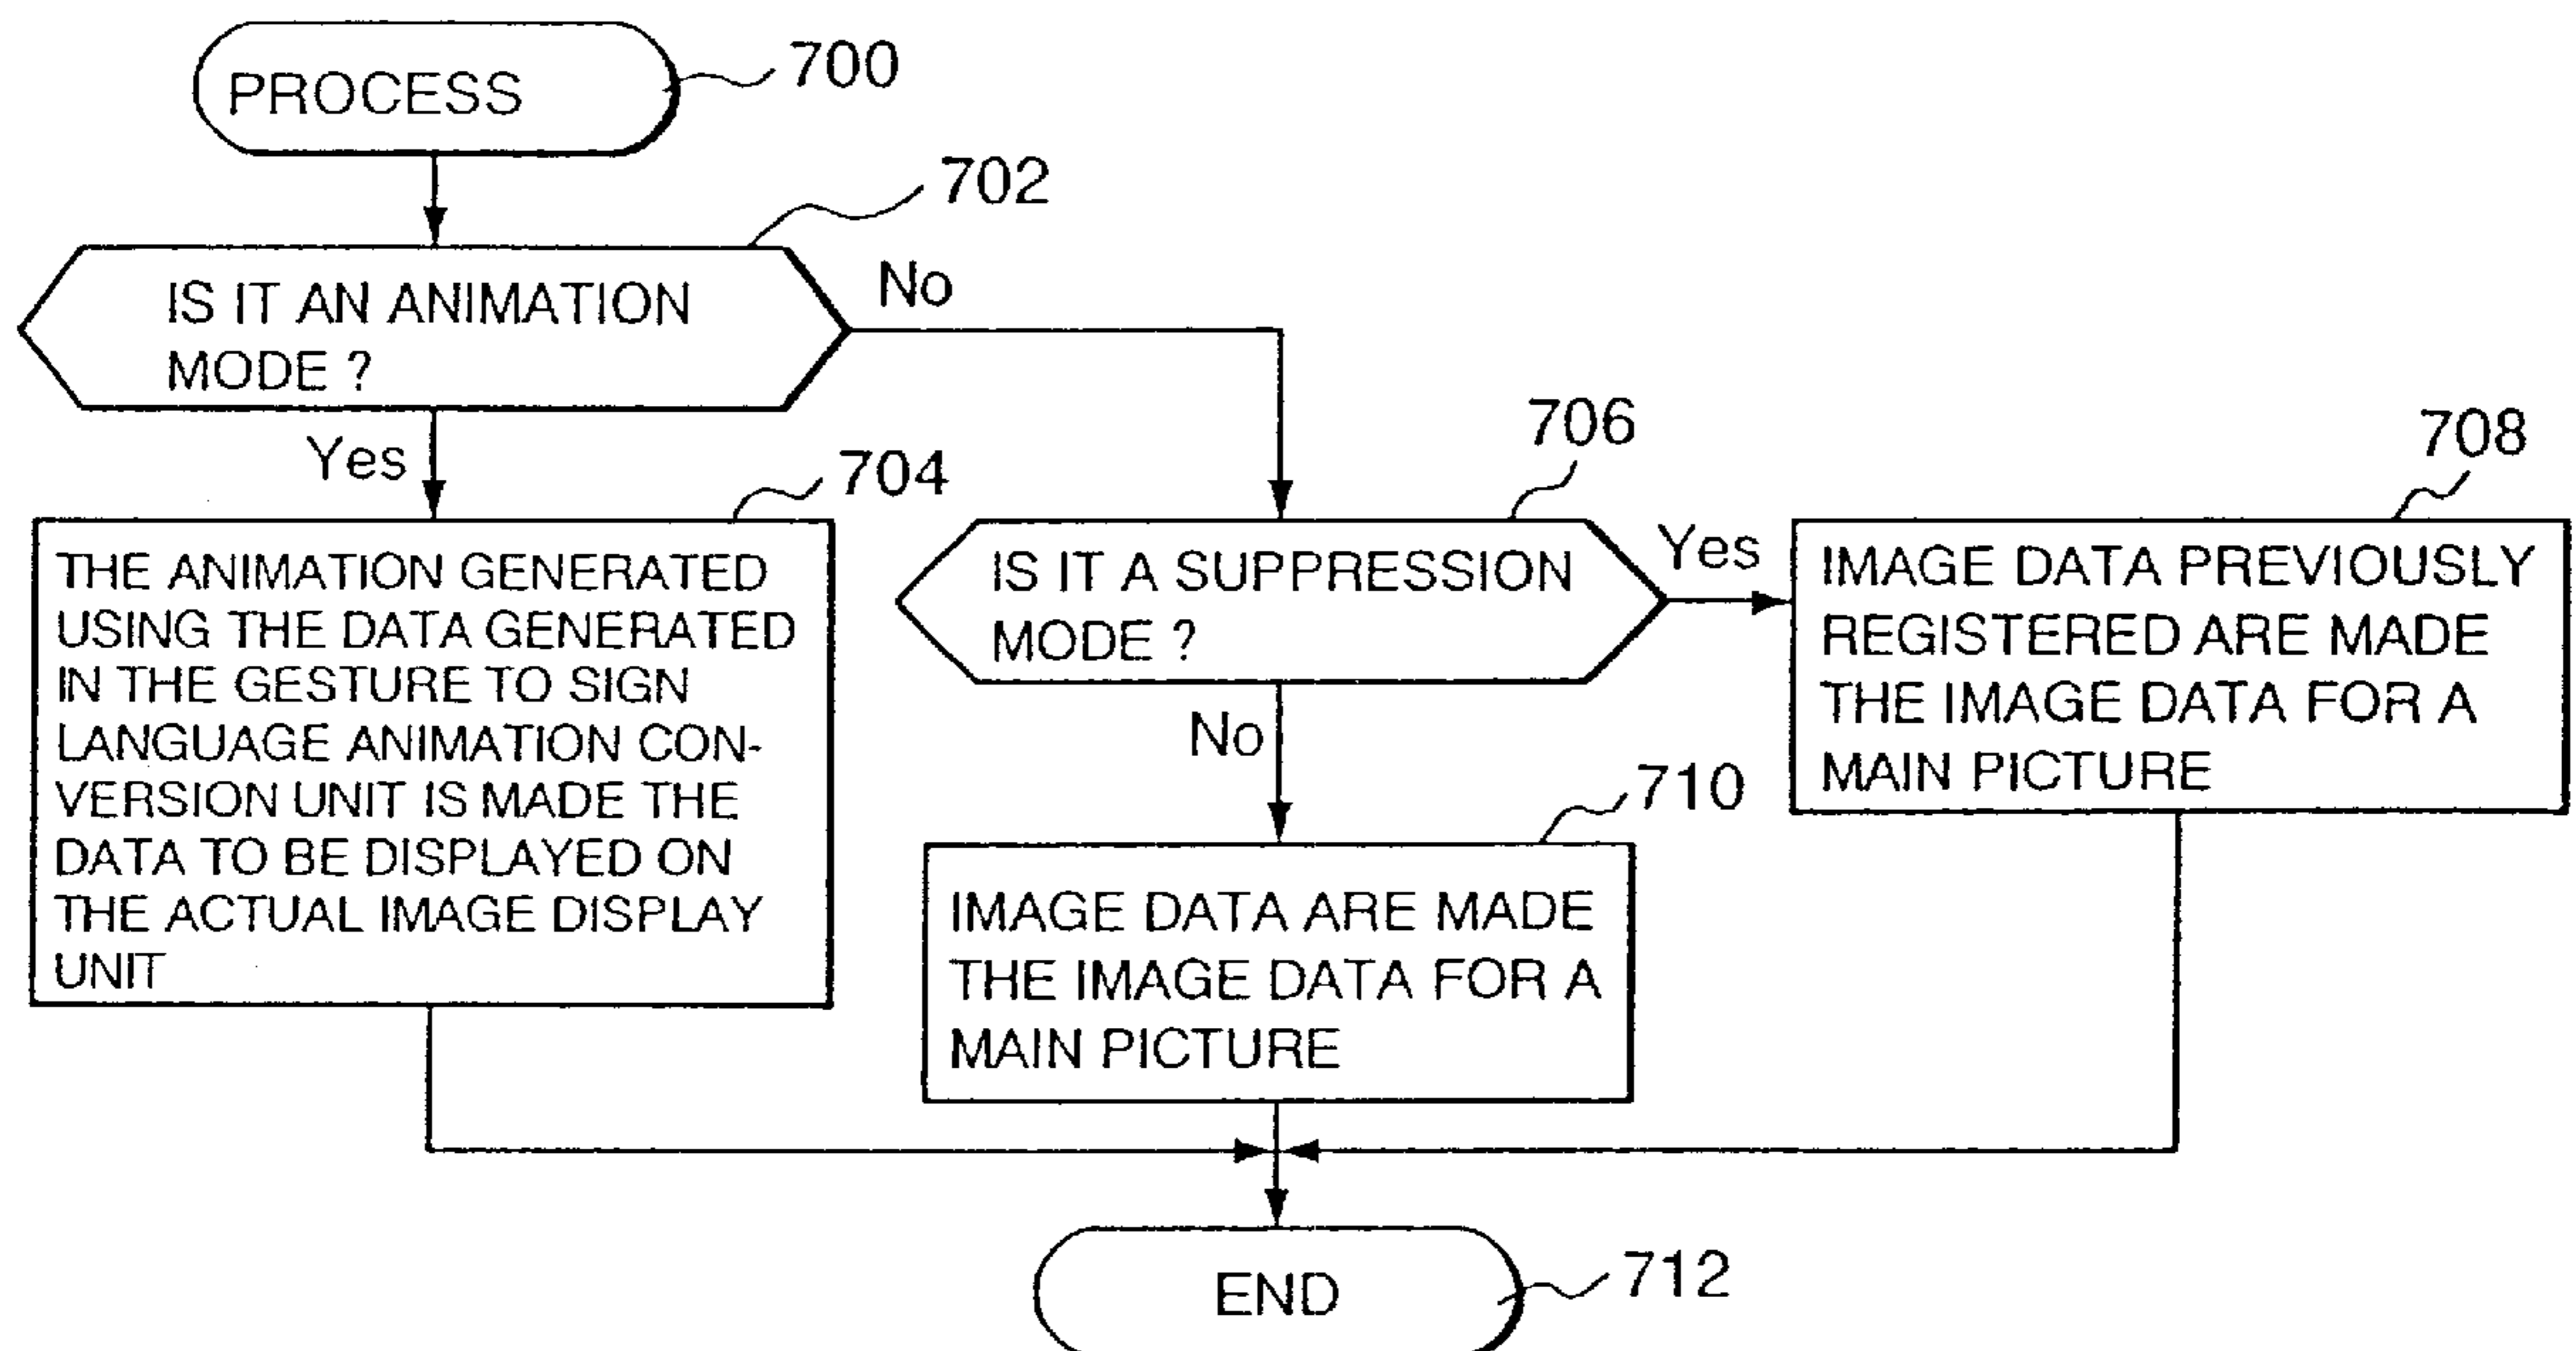 PROCESS
700
702
IS IT AN ANIMATION
MODE ?
No
Yes
704
THE ANIMATION GENERATED
USING THE DATA GENERATED
IN THE GESTURE TO SIGN
LANGUAGE ANIMATION CON-
VERSION UNIT IS MADE THE
DATA TO BE DISPLAYED ON
THE ACTUAL IMAGE DISPLAY
UNIT
706
IS IT A SUPPRESSION
MODE ?
Yes
708
IMAGE DATA PREVIOUSLY
REGISTERED ARE MADE
THE IMAGE DATA FOR A
MAIN PICTURE
No
710
IMAGE DATA ARE MADE
THE IMAGE DATA FOR A
MAIN PICTURE
END
712